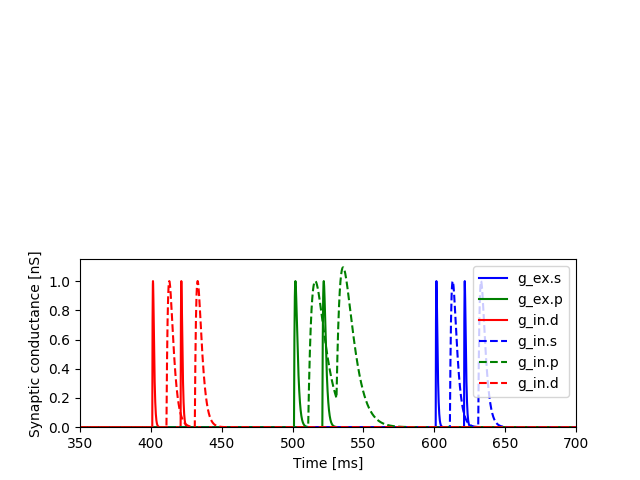 Synaptic conductance [nS]
1.0
0.8
0.6
0.4
0.2
0.0
g_ex.s
g_ex.p
g_in.d
g_in.s
g_in.p
g_in.d
350 400 450 500 550 600 650 700
Time [ms]